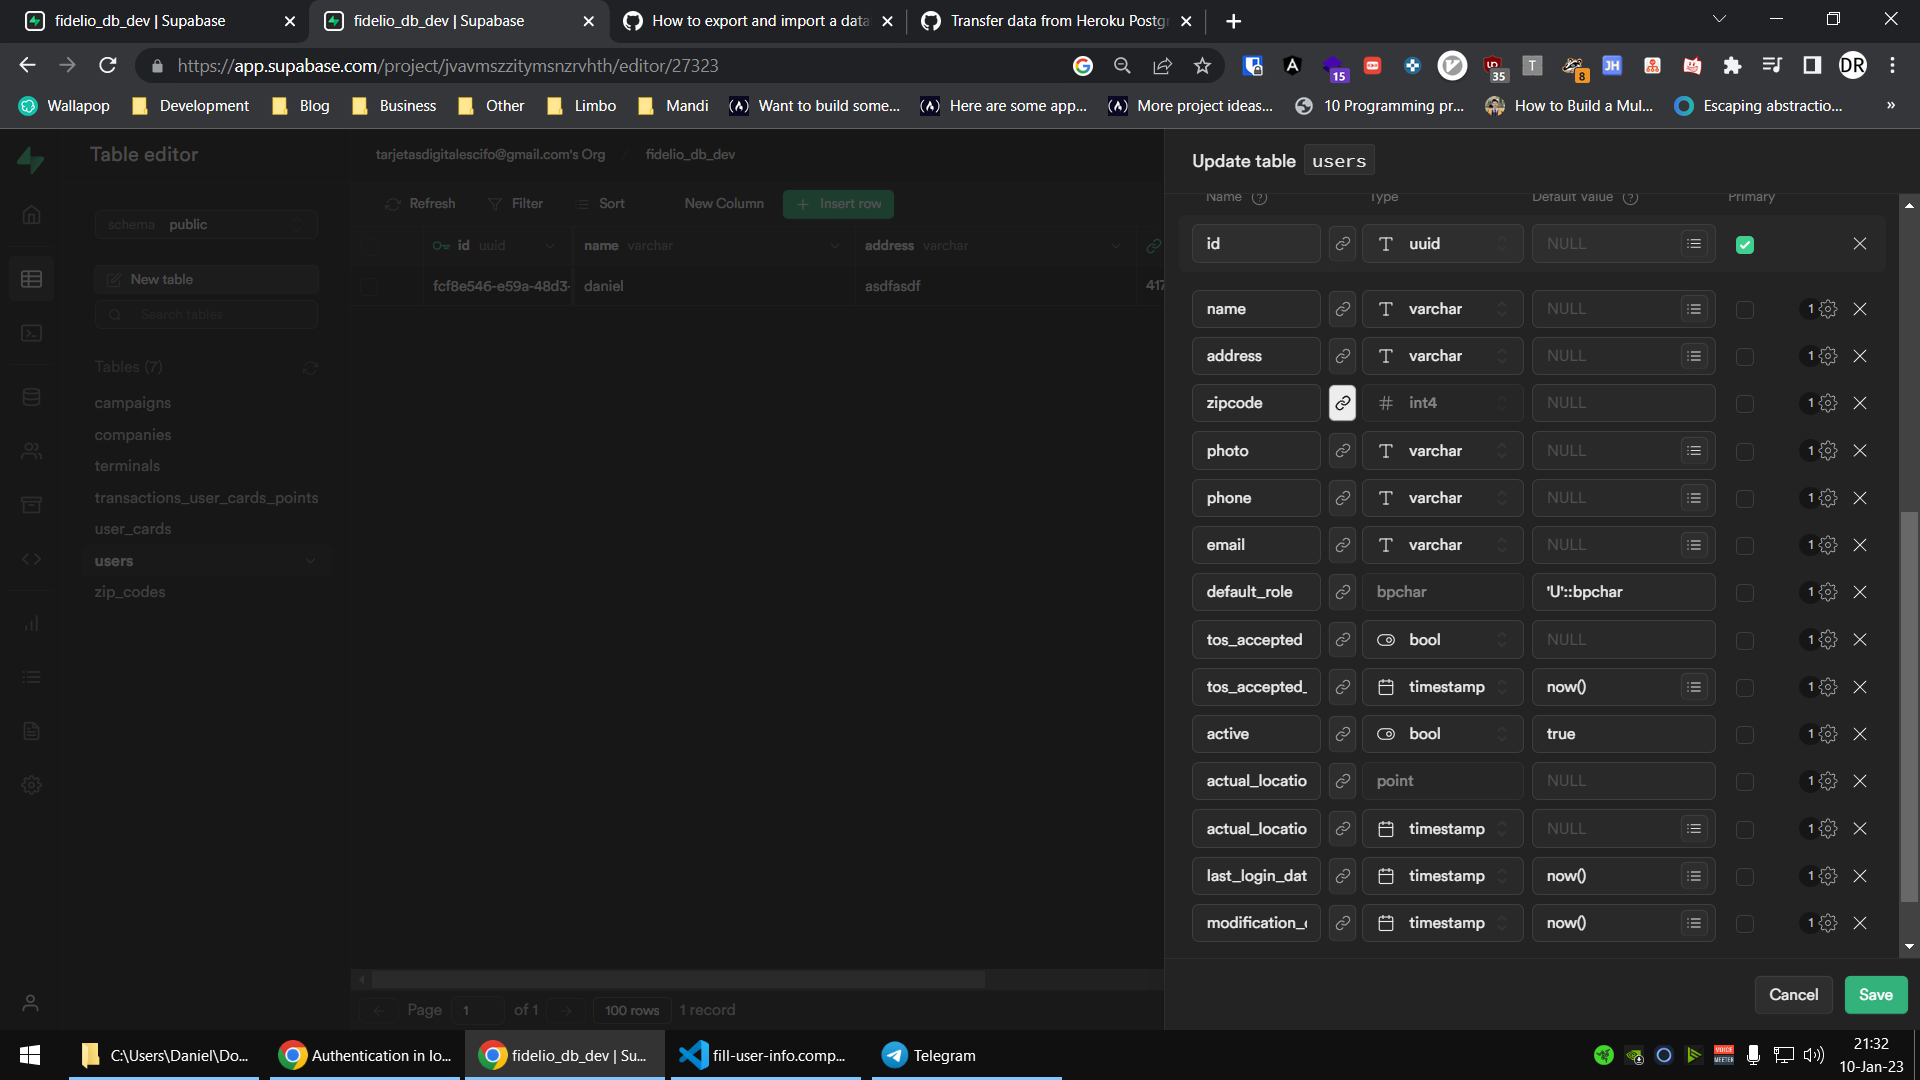 fidelio_db_dev | Supabase
fidelio_db_dev | Supabase
How to export and import a data
Transfer data from Heroku Postgr
https://app.supabase.com/project/jvavmszzitymsnzrvhth/editor/27323
15
35
T
8
JH
DR
Wallapop
Development
Blog
Business
Other
Limbo
Mandi
Want to build some...
Here are some app...
More project ideas...
10 Programming pr...
How to Build a Mul...
Escaping abstractio...
»
Table editor
tarjetasdigitalescifo@gmail.com's Org / fidelio_db_dev
Refresh
Filter
Sort
New Column
+ Insert row
schema public
New table
Search tables
Tables (7)
campaigns
companies
terminals
transactions_user_cards_points
user_cards
users
zip_codes
id uuid
name varchar
address varchar
fcf8e546-e59a-48d3-
daniel
asdfasdf
417
Page 1 of 1
100 rows
1 record
Update table users
Name
Type
Default Value
Primary
id uuid NULL
name varchar NULL 1
address varchar NULL 1
zipcode int4 NULL 1
photo varchar NULL 1
phone varchar NULL 1
email varchar NULL 1
default_role bpchar 'U'::bpchar 1
tos_accepted bool NULL 1
tos_accepted_ timestamp now() 1
active bool true 1
actual_locatio point NULL 1
actual_locatio timestamp NULL 1
last_login_dat timestamp now() 1
modification_ timestamp now() 1
Cancel
Save
C:\Users\Daniel\Do...
Authentication in Io...
fidelio_db_dev | Su...
fill-user-info.comp...
Telegram
21:32
10-Jan-23